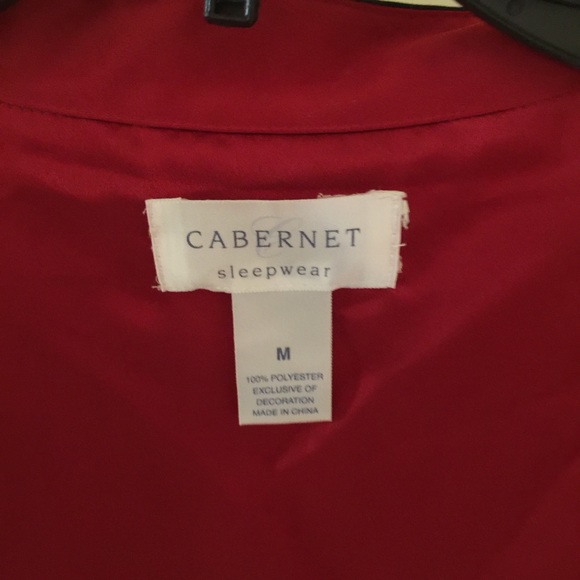 CABERNET
sleepwear
M
100% POLYESTER
EXCLUSIVE OF
DECORATION
MADE IN CHINA